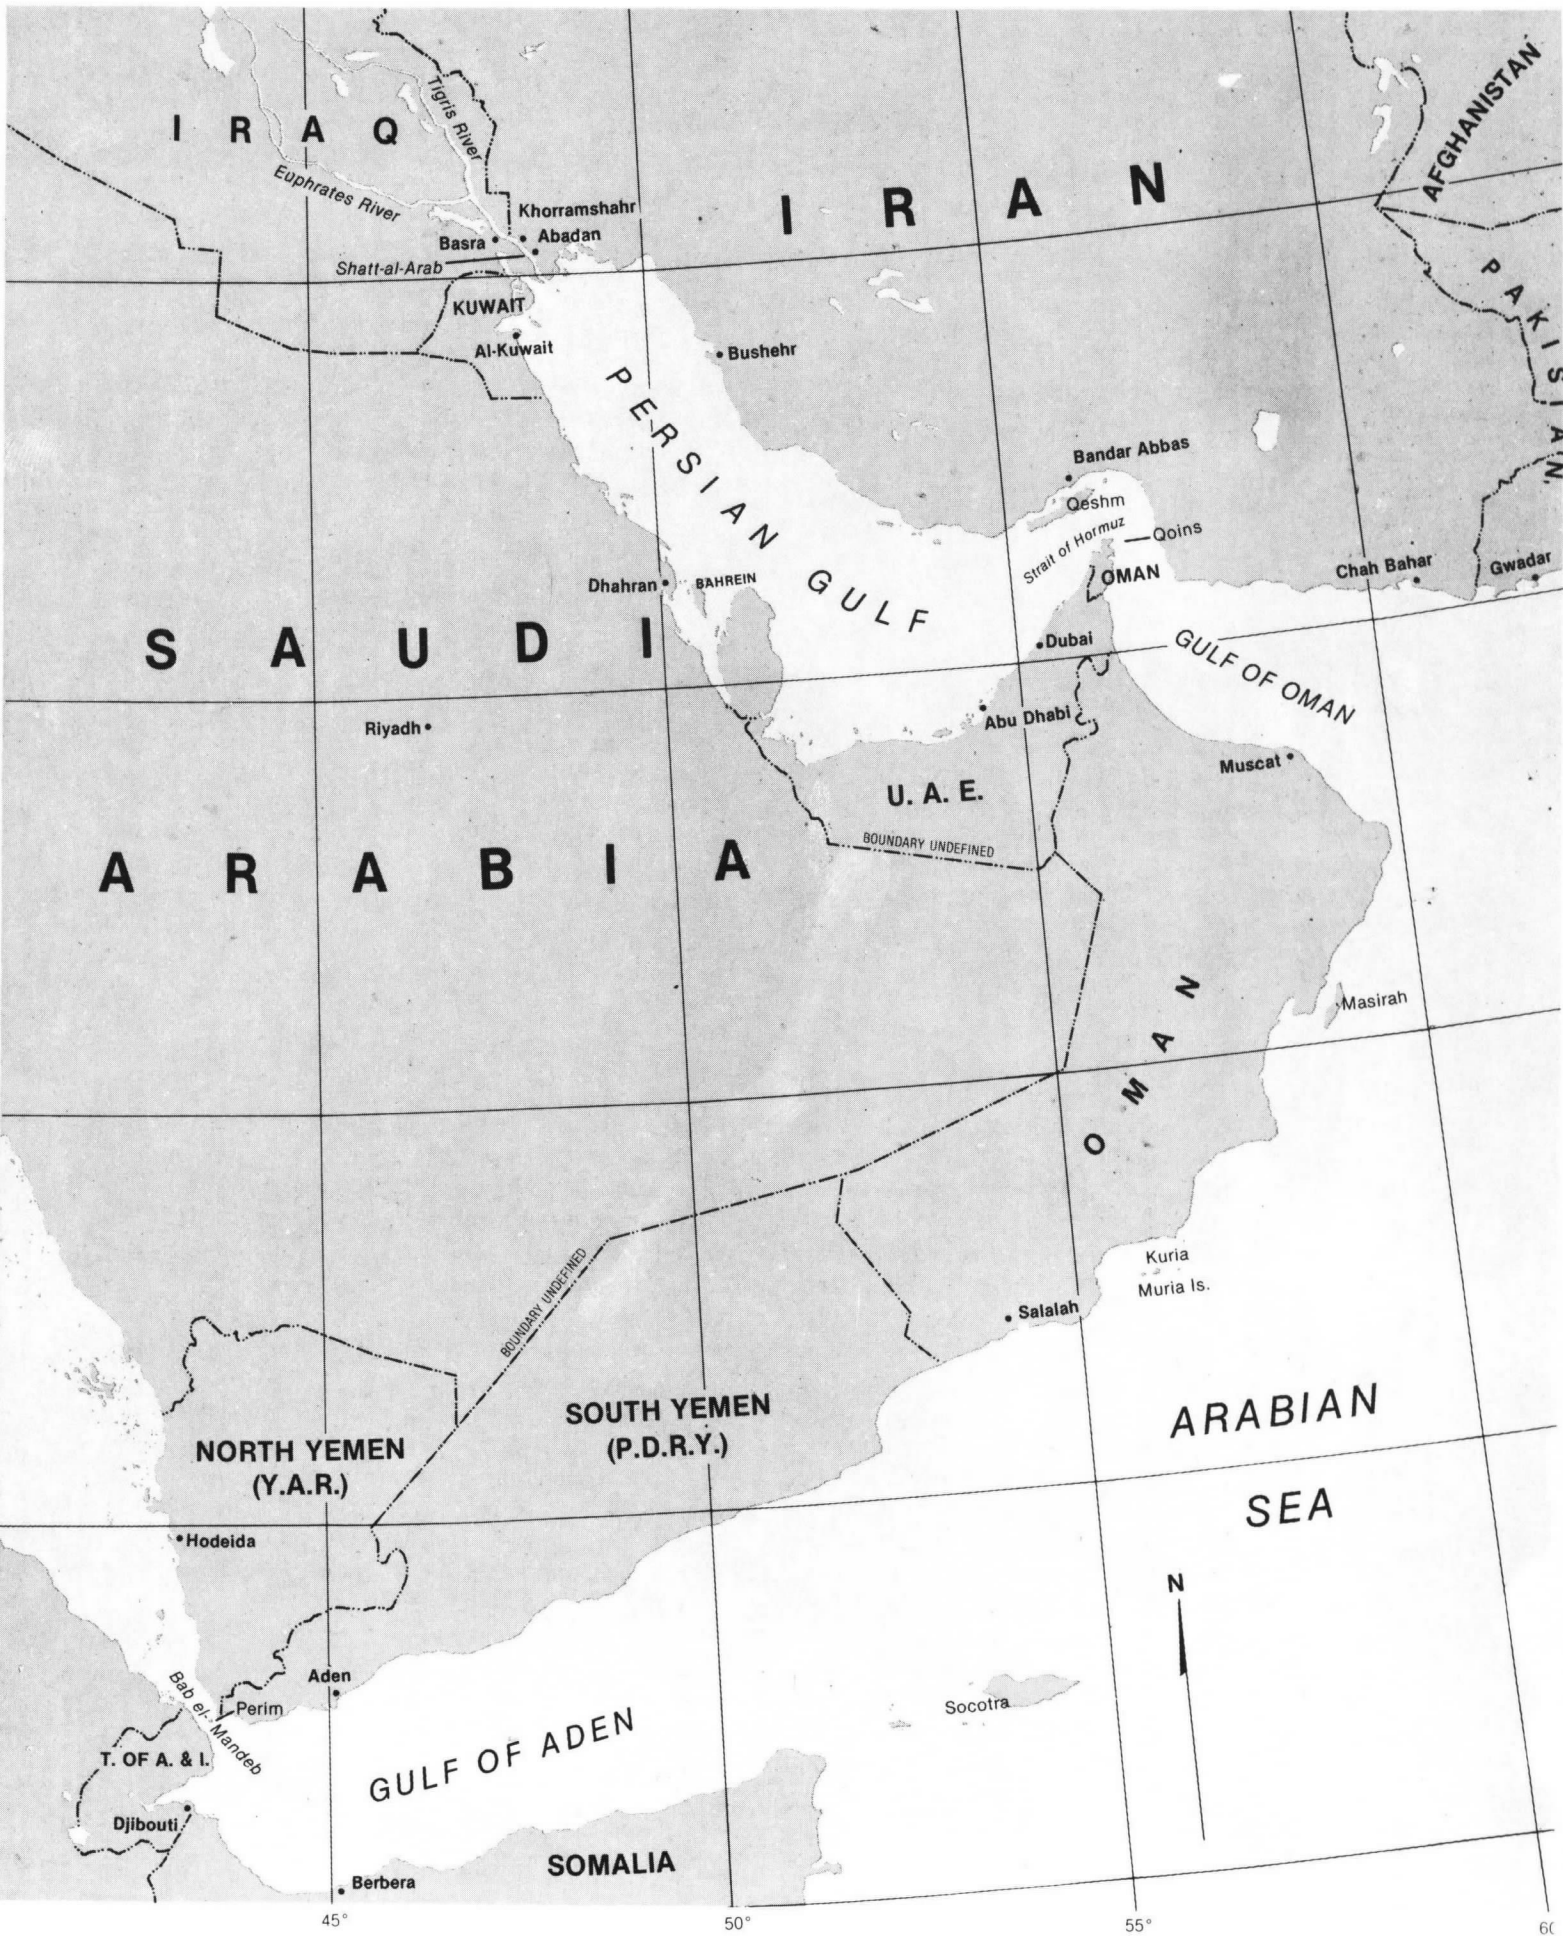 AFGHANISTAN
Tigris River
IRAQ
Euphrates River
IRAN
Khorramshahr
Abadan
Basra
Shatt-al-Arab
PAKISTAN
KUWAIT
Al-Kuwait
Bushehr
PERSIAN GULF
Bandar Abbas
Qeshm
Strait of Hormuz
Qoins
Chah Bahar
Gwadar
OMAN
Dhahran
BAHREIN
SAUDI
Dubai
GULF OF OMAN
Riyadh
Abu Dhabi
Muscat
U. A. E.
BOUNDARY UNDEFINED
ARABIA
OMAN
Masirah
Kuria
Muria Is.
BOUNDARY UNDEFINED
Salalah
SOUTH YEMEN
(P.D.R.Y.)
ARABIAN
SEA
NORTH YEMEN
(Y.A.R.)
Hodeida
N
Aden
Perim
Bab el-Mandeb
Socotra
T. OF A. & I.
GULF OF ADEN
Djibouti
SOMALIA
Berbera
45°
50°
55°
60